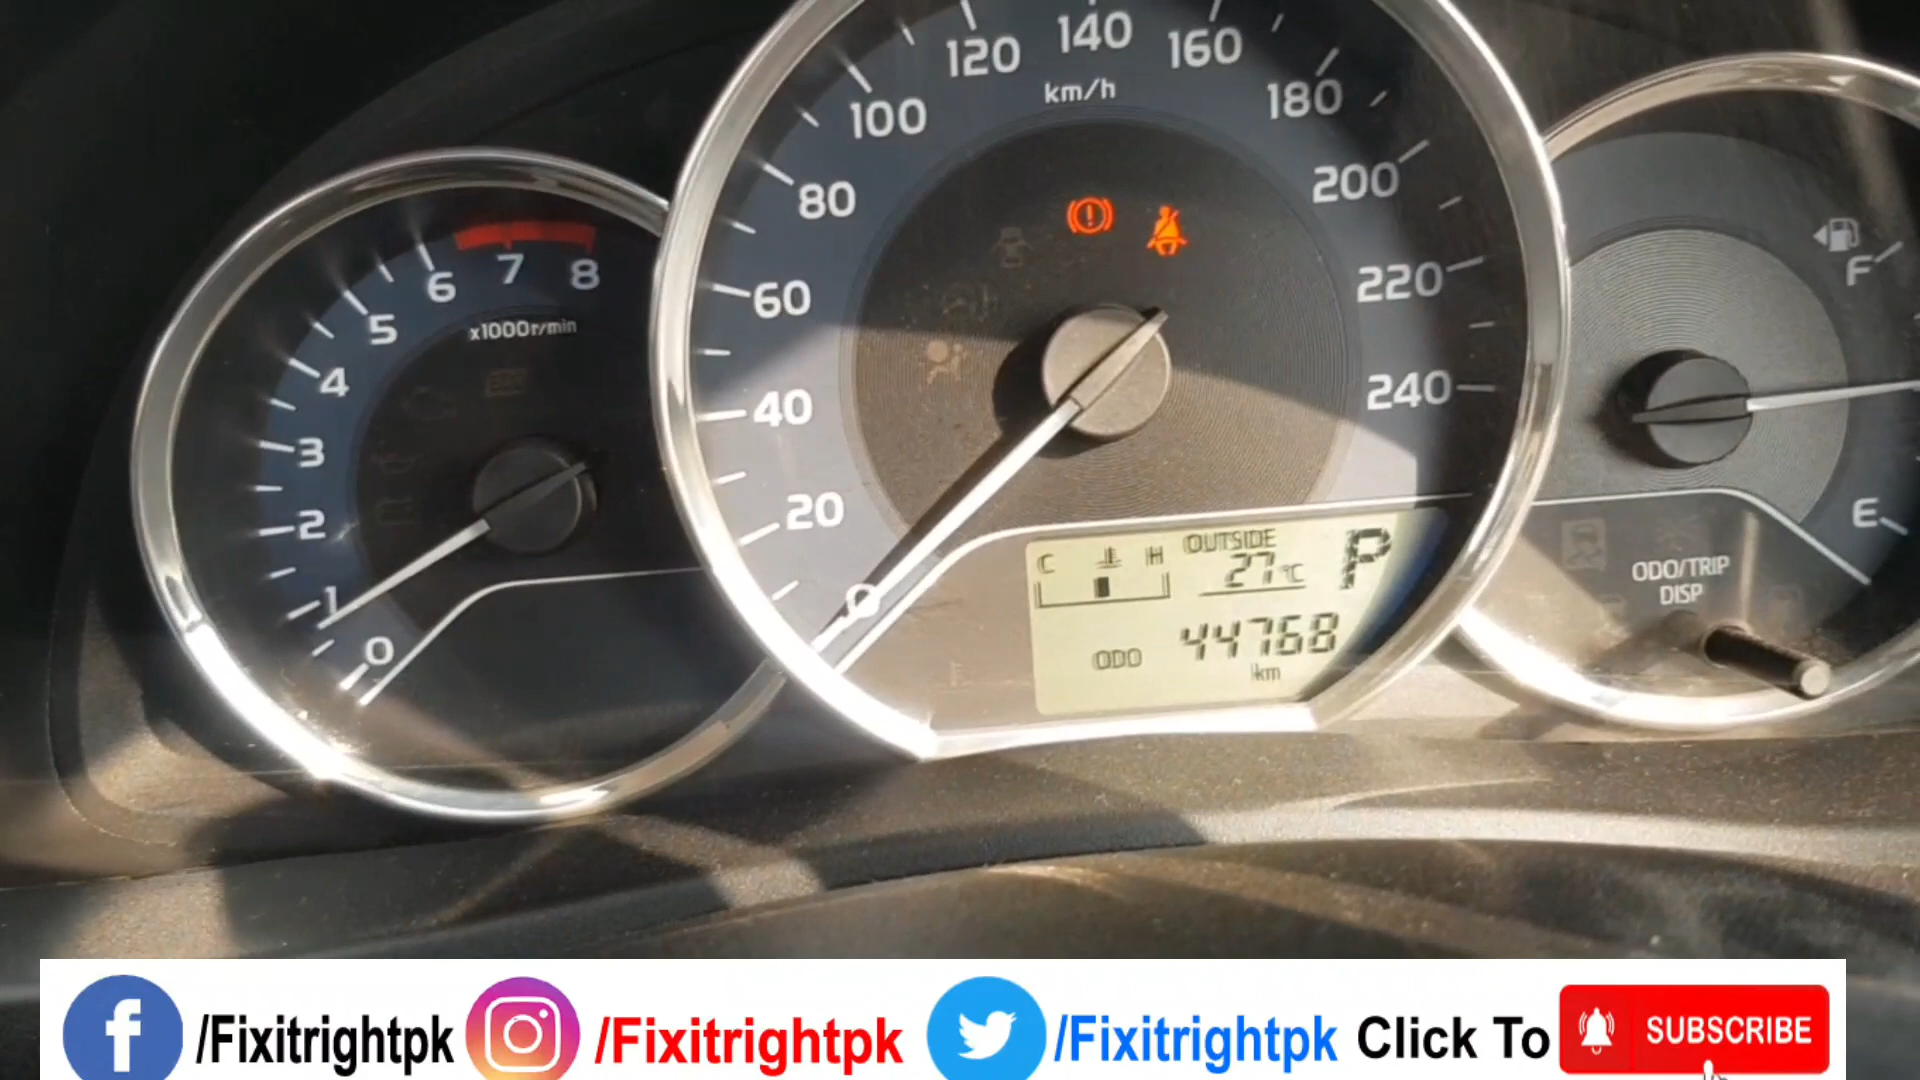 120 140 160
km/h
100 180
80 200
60 220
40 240
20
0
8
7
6
5
4
3
2
1
0
x1000r/min
F
E
C H OUTSIDE
27°C
P
ODO 44768
km
ODO/TRIP
DISP
/Fixitrightpk /Fixitrightpk /Fixitrightpk Click To SUBSCRIBE